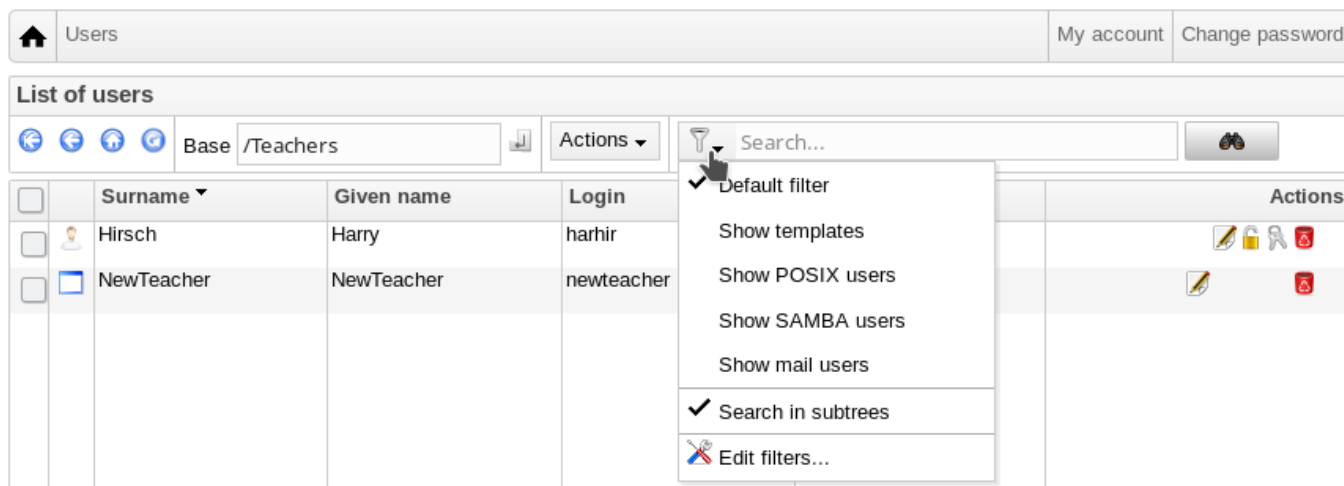 Users My account Change password
List of users
Base /Teachers Actions Search...
Surname Given name Login Actions
Hirsch Harry harhir
NewTeacher NewTeacher newteacher
Default filter
Show templates
Show POSIX users
Show SAMBA users
Show mail users
Search in subtrees
Edit filters...